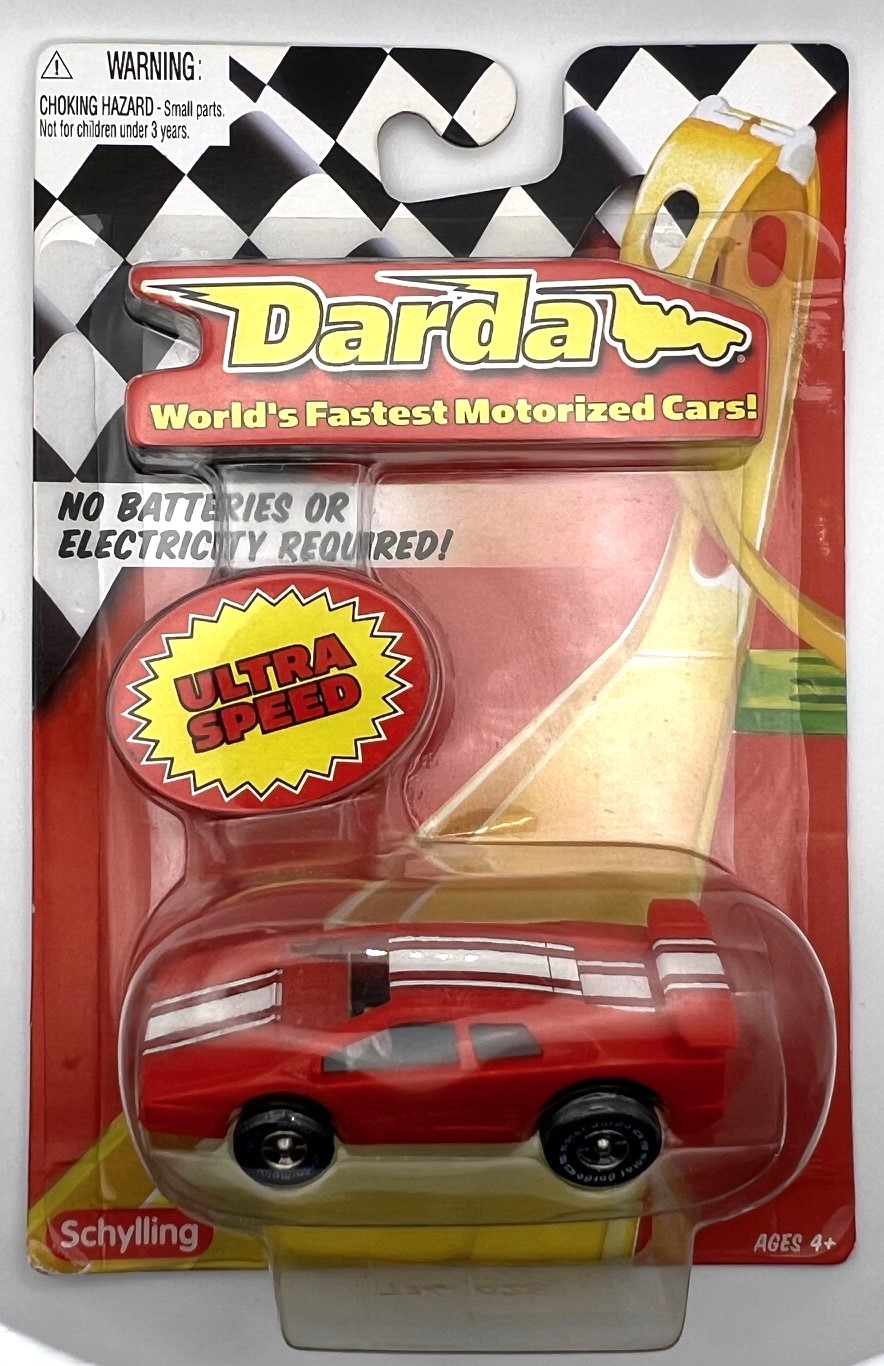 WARNING:
CHOKING HAZARD - Small parts.
Not for children under 3 years.
Darda®
World's Fastest Motorized Cars!
NO BATTERIES OR
ELECTRICITY REQUIRED!
ULTRA
SPEED
Schylling
AGES 4+